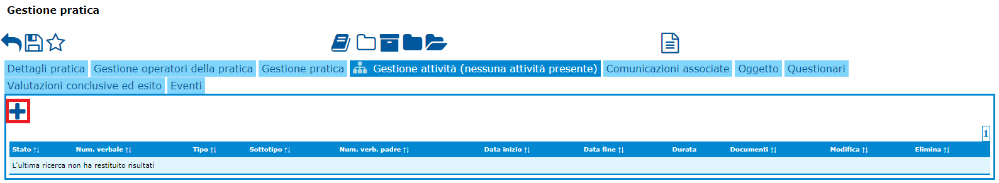 Gestione pratica
Dettagli pratica Gestione operatori della pratica Gestione pratica Gestione attività (nessuna attività presente) Comunicazioni associate Oggetto Questionari
Valutazioni conclusive ed esito Eventi
1
Stato ↑↓ Num. verbale ↑↓ Tipo ↑↓ Sottotipo ↑↓ Num. verb. padre ↑↓ Data inizio ↑↓ Data fine ↑↓ Durata Documenti ↑↓ Modifica ↑↓ Elimina ↑↓
L'ultima ricerca non ha restituito risultati